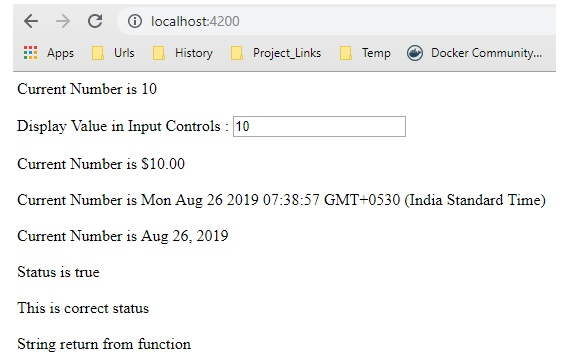 localhost:4200
Apps Urls History Project_Links Temp Docker Community...
Current Number is 10
Display Value in Input Controls : 10
Current Number is $10.00
Current Number is Mon Aug 26 2019 07:38:57 GMT+0530 (India Standard Time)
Current Number is Aug 26, 2019
Status is true
This is correct status
String return from function